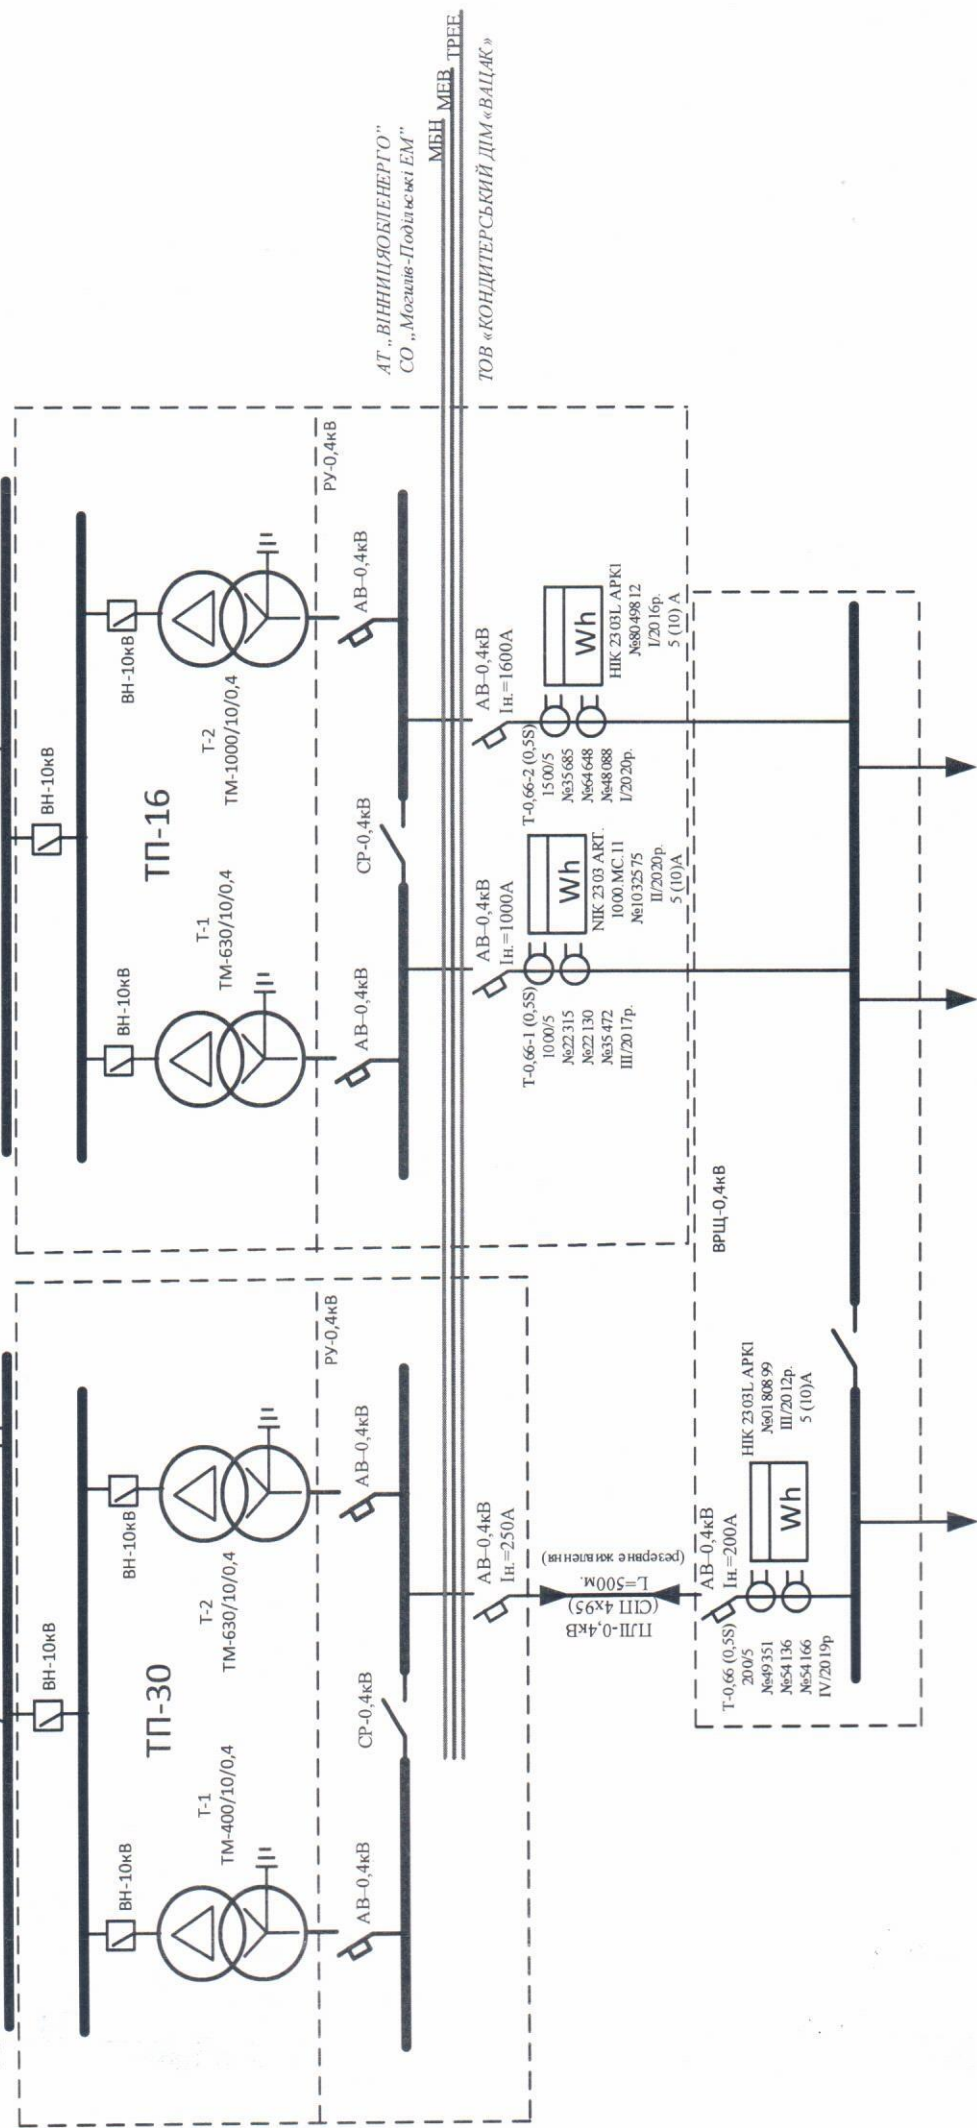 ВН-10кВ
ТП-30
ВН-10кВ
Т-1
ТМ-400/10/0,4
ВН-10кВ
Т-2
ТМ-630/10/0,4
РУ-0,4кВ
АВ–0,4кВ
СР-0,4кВ
АВ–0,4кВ
АВ–0,4кВ
Ін.=250А
ПЛІ-0,4кВ
(СІП 4х95)
L=500м.
(резервне живлення)
ВН-10кВ
ТП-16
ВН-10кВ
Т-1
ТМ-630/10/0,4
ВН-10кВ
Т-2
ТМ-1000/10/0,4
РУ-0,4кВ
АВ–0,4кВ
СР-0,4кВ
АВ–0,4кВ
АТ „ВІННИЦЯОБЛЕНЕРГО"
СО „Могилів-Подільські ЕМ"
МБН
МЕВ
ТРЕЕ
ТОВ «КОНДИТЕРСЬКИЙ ДІМ «ВАЦАК»
АВ–0,4кВ
Ін.=1000А
Т-0,66-1 (0,5S)
1000/5
№22315
№22130
№35472
ІІІ/2017р.
Wh
NIK 2303 ART.
1000.MC.11
№1032575
ІІ/2020р.
5 (10)А
АВ–0,4кВ
Ін.=1600А
Т-0,66-2 (0,5S)
1500/5
№35685
№64648
№48088
І/2020р.
Wh
НІК 2303L АРК1
№8049812
І/2016р.
5 (10) А
ВРЩ-0,4кВ
АВ–0,4кВ
Ін.=200А
Т-0,66 (0,5S)
200/5
№49351
№54136
№54166
IV/2019р
Wh
НІК 2303L АРК1
№0180899
ІІІ/2012р.
5 (10)А